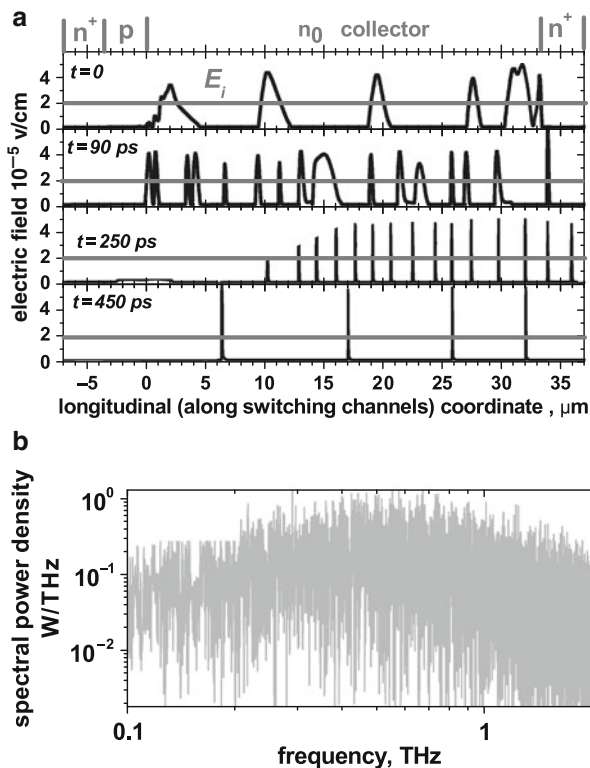 a
n+ p n0 collector n+
t=0
Ei
4
2
0
t=90 ps
4
2
0
t=250 ps
4
2
0
t=450 ps
4
2
0
electric field 10−5 v/cm
−5 0 5 10 15 20 25 30 35
longitudinal (along switching channels) coordinate , μm
b
10^0
10^−1
10^−2
spectral power density
W/THz
0.1 1
frequency, THz